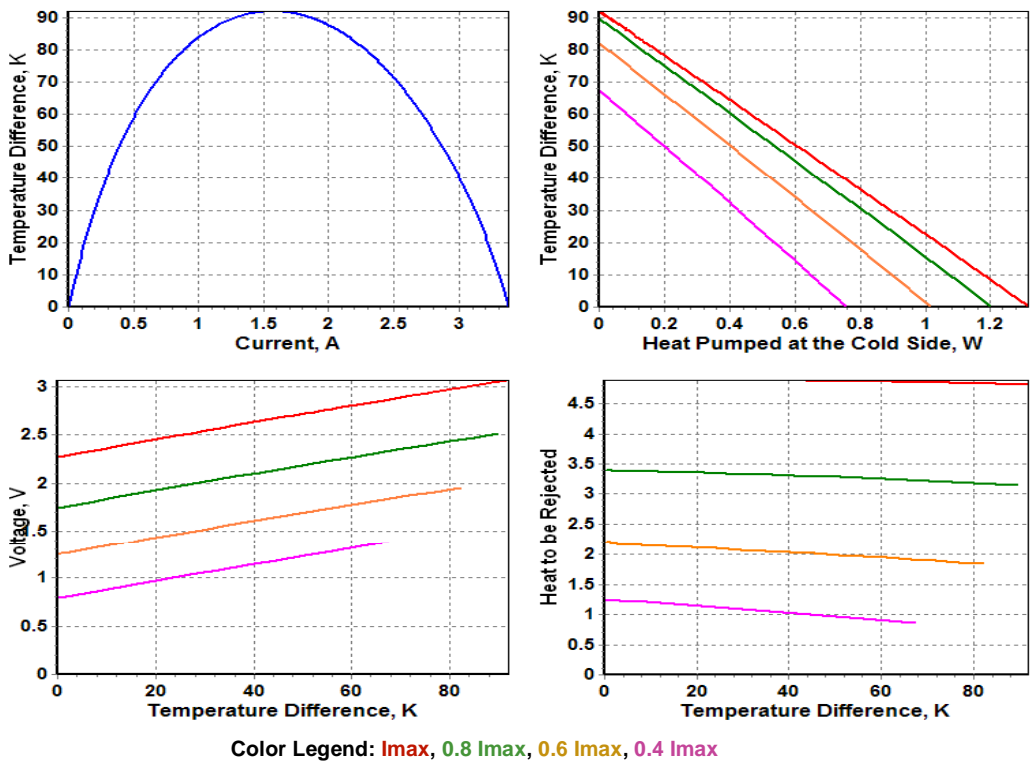 Temperature Difference, K
90
80
70
60
50
40
30
20
10
0
0 0.5 1 1.5 2 2.5 3
Current, A
Temperature Difference, K
90
80
70
60
50
40
30
20
10
0
0 0.2 0.4 0.6 0.8 1 1.2
Heat Pumped at the Cold Side, W
Voltage, V
3
2.5
2
1.5
1
0.5
0
0 20 40 60 80
Temperature Difference, K
Heat to be Rejected
4.5
4
3.5
3
2.5
2
1.5
1
0.5
0
0 20 40 60 80
Temperature Difference, K
Color Legend: Imax, 0.8 Imax, 0.6 Imax, 0.4 Imax